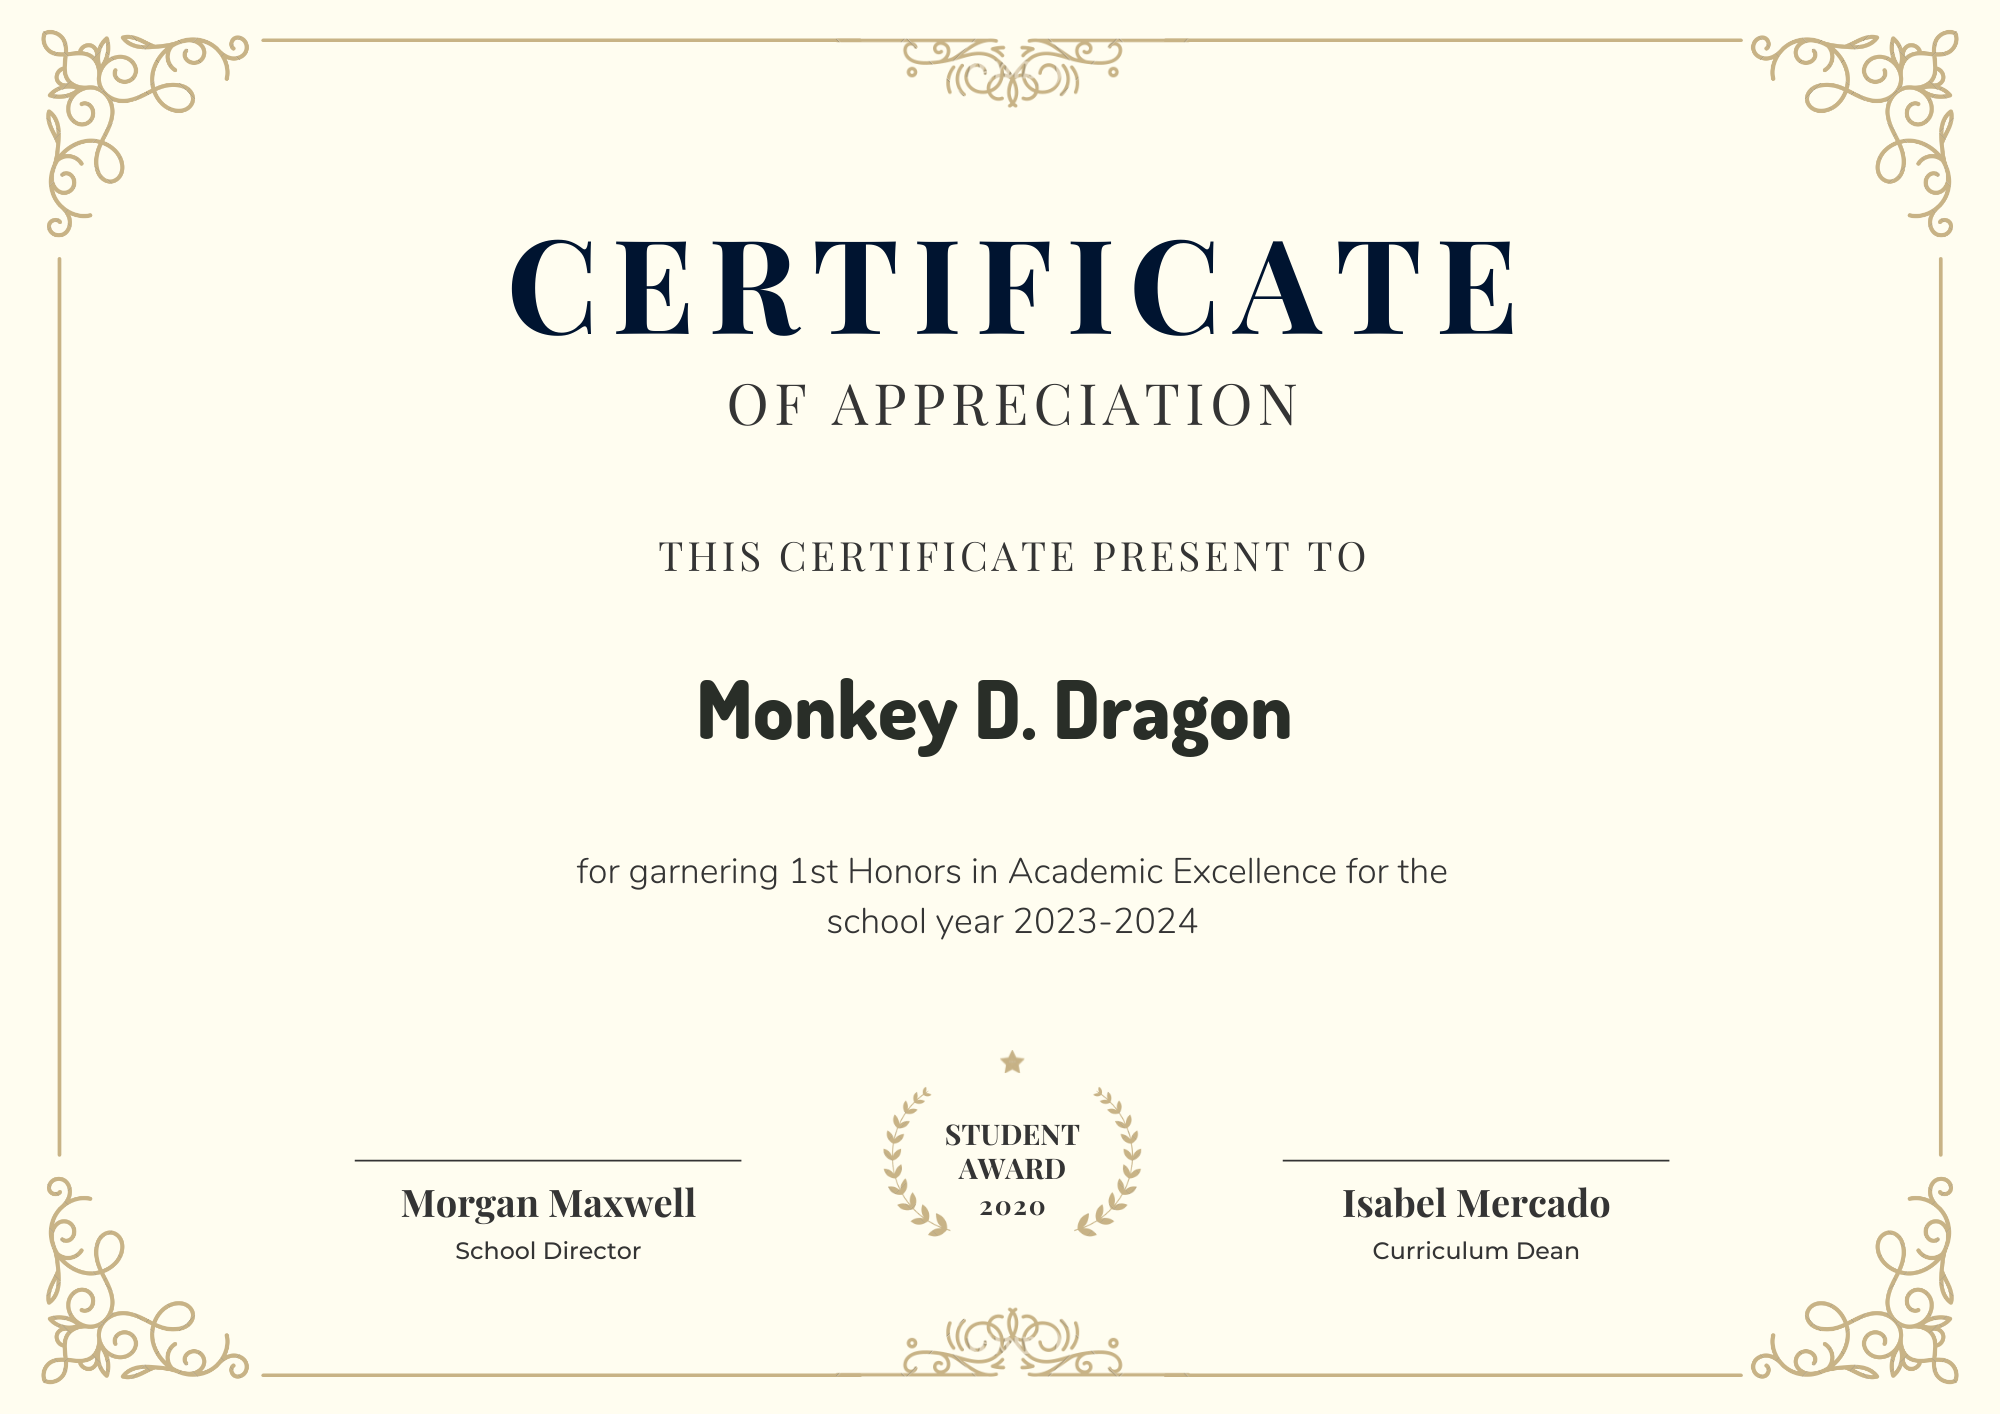 CERTIFICATE
OF APPRECIATION
THIS CERTIFICATE PRESENT TO
Monkey D. Dragon
for garnering 1st Honors in Academic Excellence for the
school year 2023-2024
STUDENT
AWARD
2020
Morgan Maxwell
School Director
Isabel Mercado
Curriculum Dean